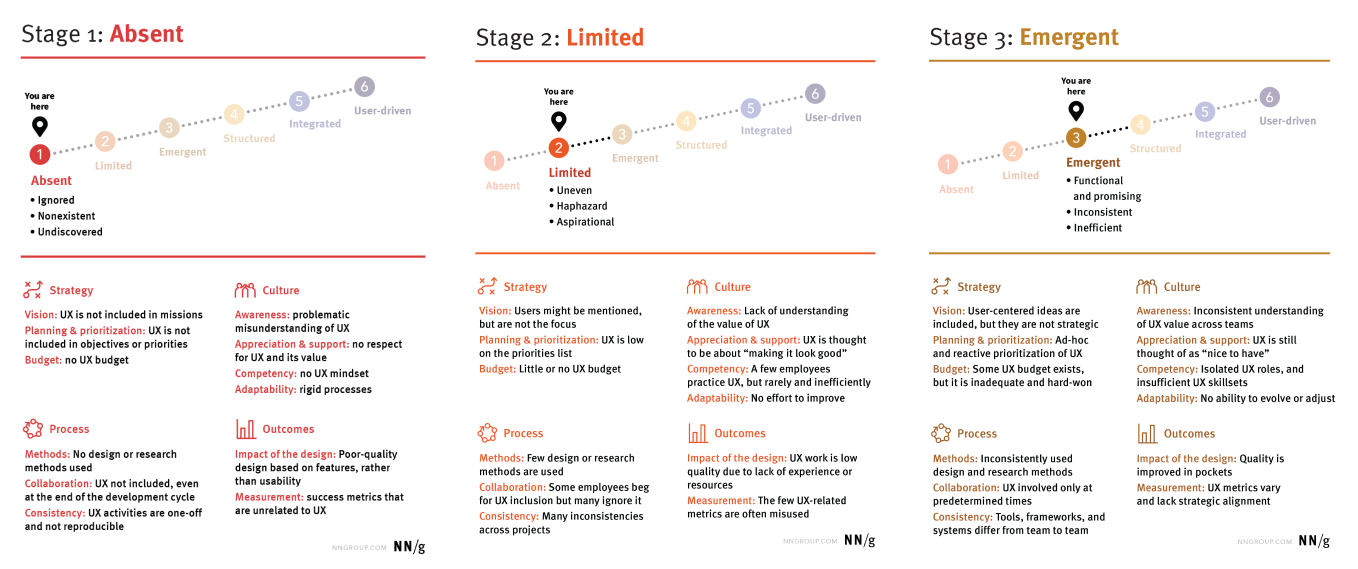 Stage 1: Absent
You are
here
1
2
3
4
5
6
Absent
Limited
Emergent
Structured
Integrated
User-driven
• Ignored
• Nonexistent
• Undiscovered
Strategy
Vision: UX is not included in missions
Planning & prioritization: UX is not
included in objectives or priorities
Budget: no UX budget
Culture
Awareness: problematic
misunderstanding of UX
Appreciation & support: no respect
for UX and its value
Competency: no UX mindset
Adaptability: rigid processes
Process
Methods: No design or research
methods used
Collaboration: UX not included, even
at the end of the development cycle
Consistency: UX activities are one-off
and not reproducible
Outcomes
Impact of the design: Poor-quality
design based on features, rather
than usability
Measurement: success metrics that
are unrelated to UX
NNGROUP.COM NN/g
Stage 2: Limited
You are
here
1
2
3
4
5
6
Absent
Limited
Emergent
Structured
Integrated
User-driven
• Uneven
• Haphazard
• Aspirational
Strategy
Vision: Users might be mentioned,
but are not the focus
Planning & prioritization: UX is low
on the priorities list
Budget: Little or no UX budget
Culture
Awareness: Lack of understanding
of the value of UX
Appreciation & support: UX is thought
to be about “making it look good”
Competency: A few employees
practice UX, but rarely and inefficiently
Adaptability: No effort to improve
Process
Methods: Few design or research
methods are used
Collaboration: Some employees beg
for UX inclusion but many ignore it
Consistency: Many inconsistencies
across projects
Outcomes
Impact of the design: UX work is low
quality due to lack of experience or
resources
Measurement: The few UX-related
metrics are often misused
NNGROUP.COM NN/g
Stage 3: Emergent
You are
here
1
2
3
4
5
6
Absent
Limited
Emergent
Structured
Integrated
User-driven
• Functional
and promising
• Inconsistent
• Inefficient
Strategy
Vision: User-centered ideas are
included, but they are not strategic
Planning & prioritization: Ad-hoc
and reactive prioritization of UX
Budget: Some UX budget exists,
but it is inadequate and hard-won
Culture
Awareness: Inconsistent understanding
of UX value across teams
Appreciation & support: UX is still
thought of as “nice to have”
Competency: Isolated UX roles, and
insufficient UX skillsets
Adaptability: No ability to evolve or adjust
Process
Methods: Inconsistently used
design and research methods
Collaboration: UX involved only at
predetermined times
Consistency: Tools, frameworks, and
systems differ from team to team
Outcomes
Impact of the design: Quality is
improved in pockets
Measurement: UX metrics vary
and lack strategic alignment
NNGROUP.COM NN/g